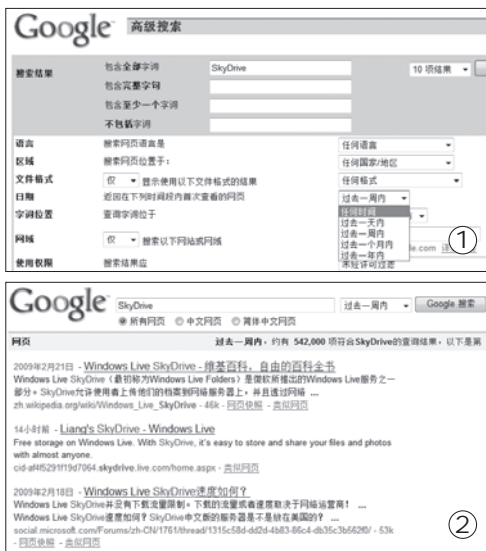 Google 高级搜索
搜索结果 包含全部字词 SkyDrive 10 项结果
包含完整字句
包含至少一个字词
不包括字词
语言 搜索网页语言是 任何语言
区域 搜索网页位置于： 任何国家/地区
文件格式 仅 显示使用以下文件格式的结果 任何格式
日期 返回在下列时间段内首次查看的网页 过去一周内
字词位置 查询字词位于 任何时间
过去一天内
过去一周内
网域 仅 搜索以下网站或网域 过去一个月内 le.com
过去一年内
使用权限 搜索结果应 未经许可过滤
①
Google SkyDrive 过去一周内 Google 搜索
所有网页 中文网页 简体中文网页
网页 过去一周内，约有 542,000 项符合SkyDrive的查询结果，以下是第
2009年2月21日 - Windows Live SkyDrive - 维基百科，自由的百科全书
Windows Live SkyDrive（最初称为Windows Live Folders）是微软所推出的Windows Live服务之一
部分。SkyDrive允许使用者上传他们的档案到网络服务器上，并且透过网络 ...
zh.wikipedia.org/wiki/Windows_Live_SkyDrive - 46k - 网页快照 - 类似网页
14小时前 - Liang's SkyDrive - Windows Live
Free storage on Windows Live. With SkyDrive, it's easy to store and share your files and photos
with almost anyone.
cid-af4f5291f19d7064.skydrive.live.com/home.aspx - 类似网页
2009年2月18日 - Windows Live SkyDrive速度如何？
Windows Live SkyDrive并没有下载流量限制。下载的流量或者速度取决于网络运营商！ ...
Windows Live SkyDrive速度如何？SkyDrive中文版的服务器是不是放在美国的？ ...
social.microsoft.com/Forums/zh-CN/1761/thread/1315c58d-dd2d-4b83-86c4-db35c3b562f0/ - 53k
- 网页快照 - 类似网页
②